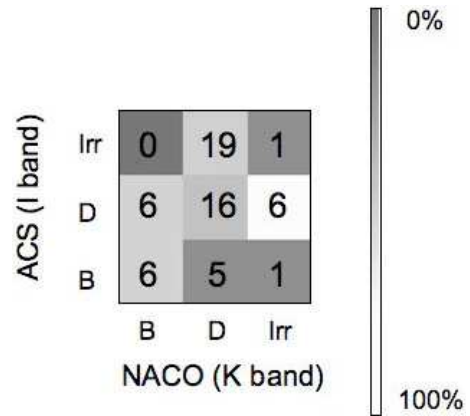 0%
Irr 0 19 1
D 6 16 6
B 6 5 1
B D Irr
NACO (K band)
ACS (I band)
100%